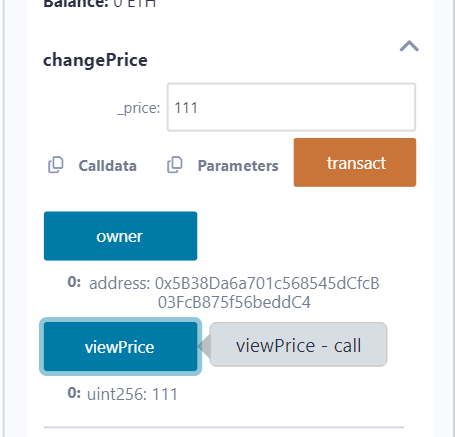 Balance: 0 ETH
changePrice
_price: 111
Calldata Parameters transact
owner
0: address: 0x5B38Da6a701c568545dCfcB
03FcB875f56beddC4
viewPrice viewPrice - call
0: uint256: 111